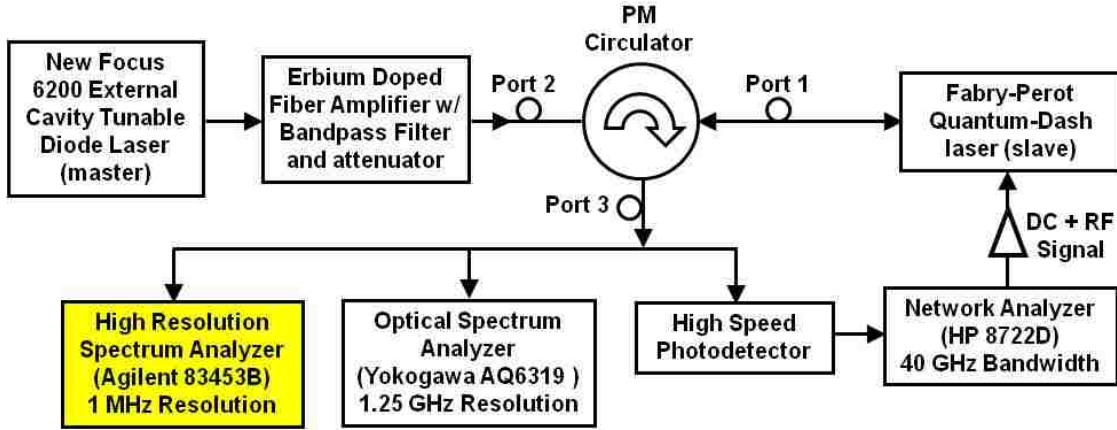 PM
Circulator
New Focus
6200 External
Cavity Tunable
Diode Laser
(master)
Erbium Doped
Fiber Amplifier w/
Bandpass Filter
and attenuator
Port 2
Port 1
Fabry-Perot
Quantum-Dash
laser (slave)
Port 3
DC + RF
Signal
High Resolution
Spectrum Analyzer
(Agilent 83453B)
1 MHz Resolution
Optical Spectrum
Analyzer
(Yokogawa AQ6319 )
1.25 GHz Resolution
High Speed
Photodetector
Network Analyzer
(HP 8722D)
40 GHz Bandwidth